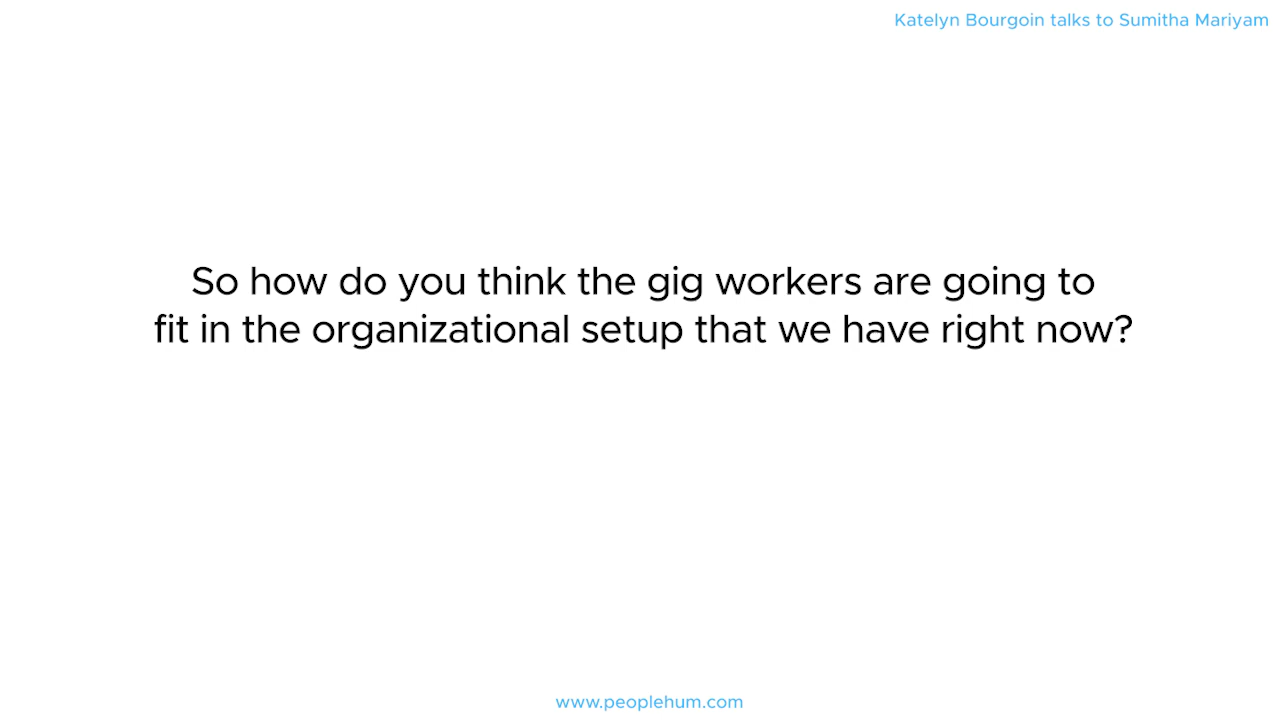 Katelyn Bourgoin talks to Sumitha Mariyam
So how do you think the gig workers are going to
fit in the organizational setup that we have right now?
www.peoplehum.com